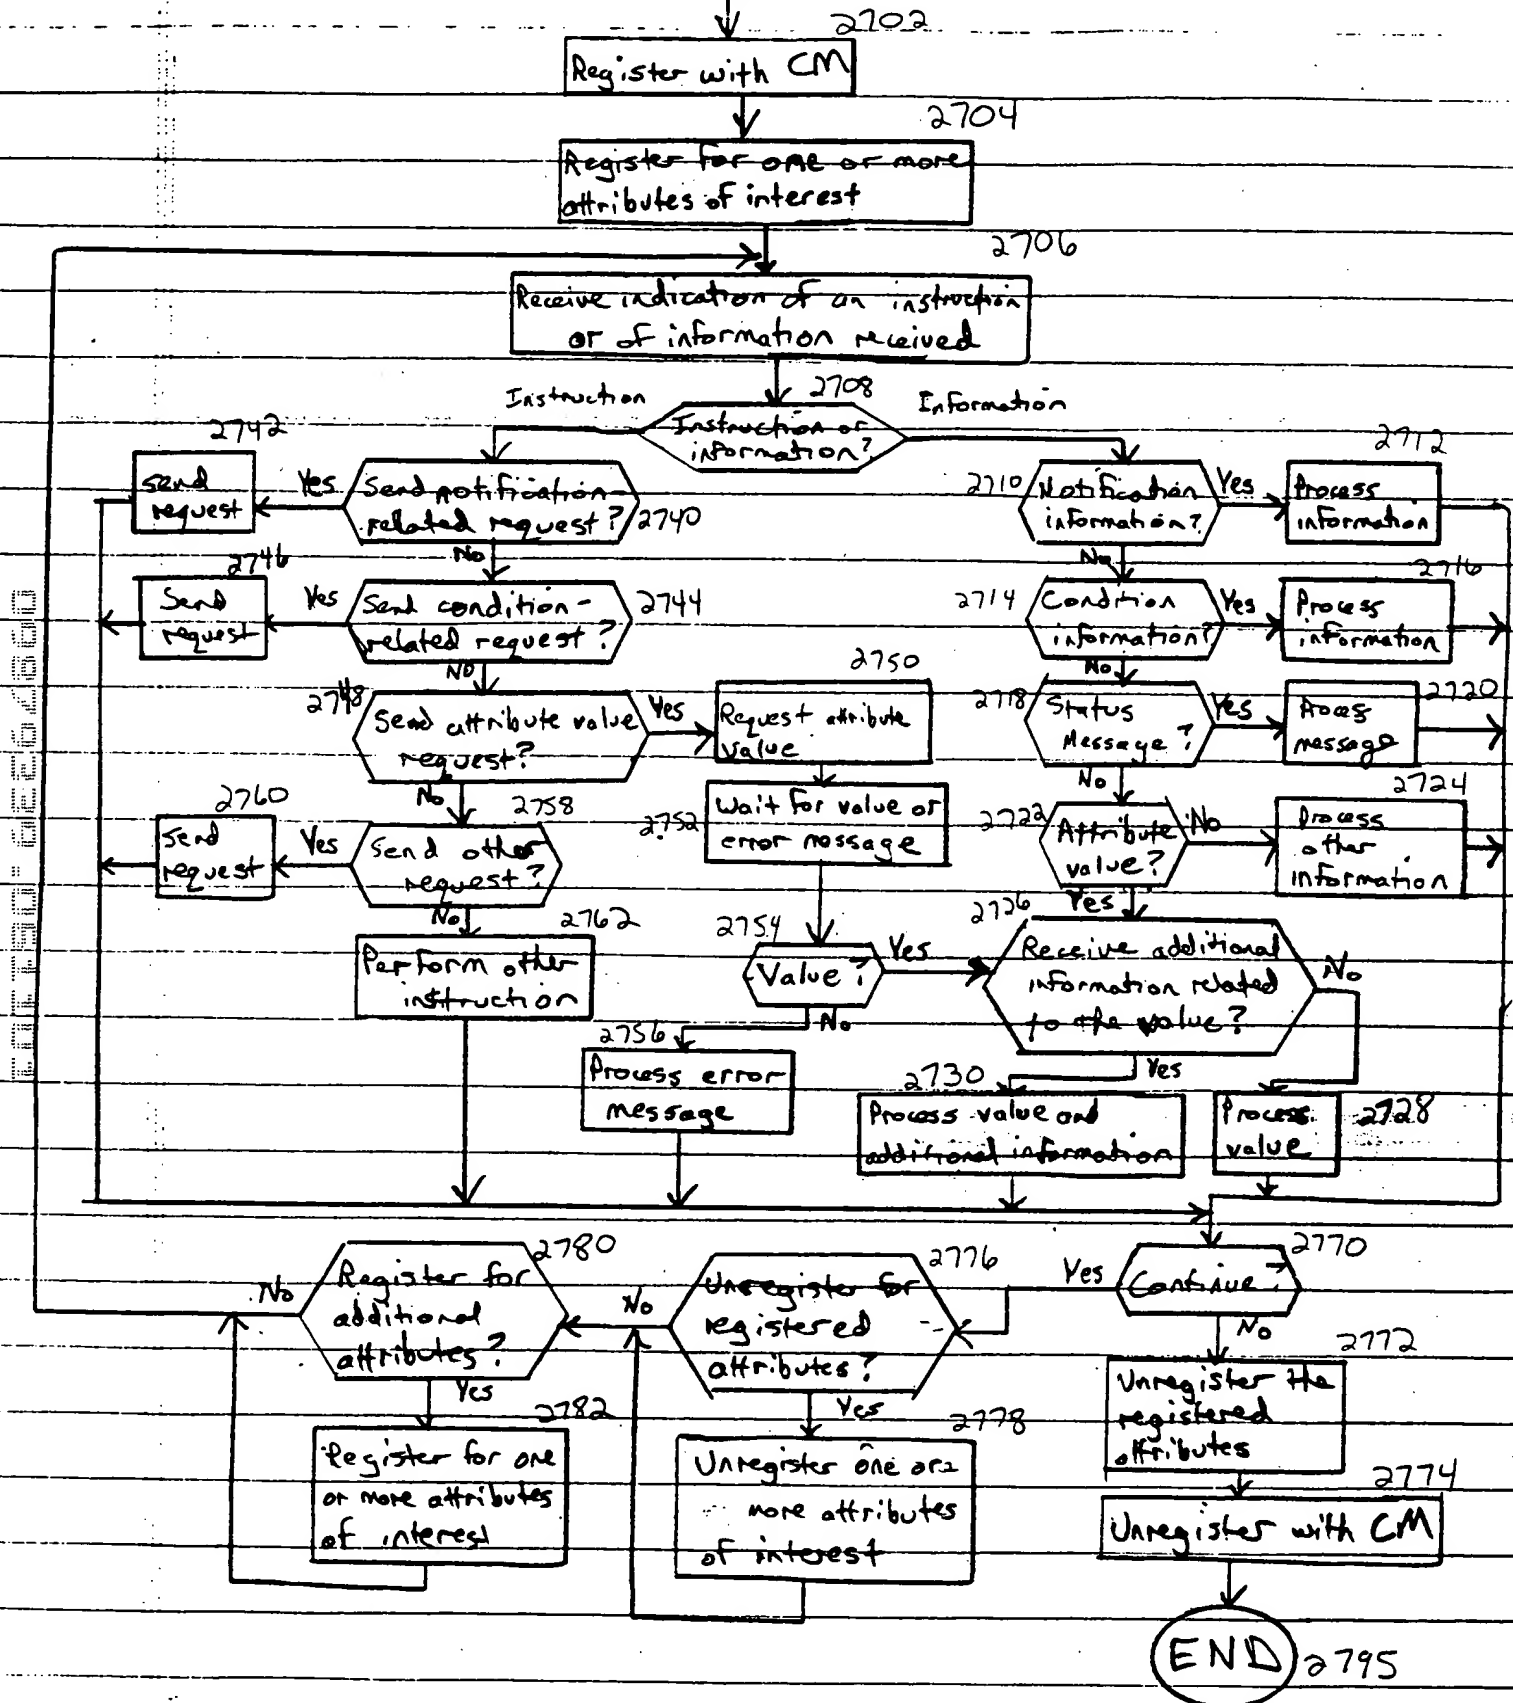 2702
Register with CM
2704
Register for one or more
attributes of interest
2706
Receive indication of an instruction
or of information received
2708
Instruction
Information
Instruction or
information?
2742
send
request
Yes
Send notification-
related request?
2740
No
2710
Notification
information?
Yes
2712
Process
information
No
2746
Send
request
Yes
Send condition-
related request?
2744
No
2714
Condition
information?
Yes
2716
Process
information
No
2748
Send attribute value
request?
Yes
2750
Request attribute
value
No
2718
Status
Message?
Yes
2720
Process
message
No
2752
Wait for value or
error message
2760
Send
request
Yes
2758
Send other
request?
No
2722
Attribute
value?
No
2724
Process
other
information
Yes
2762
Perform other
instruction
2754
Value?
Yes
No
2726
Receive additional
information related
to the value?
No
Yes
2756
Process error
message
2730
Process value and
additional information
2728
Process
value
2770
Continue?
Yes
No
2776
Unregister for
registered
attributes?
No
Yes
2780
Register for
additional
attributes?
No
Yes
2772
Unregister the
registered
attributes
2782
Register for one
or more attributes
of interest
2778
Unregister one or
more attributes
of interest
2774
Unregister with CM
END
2795